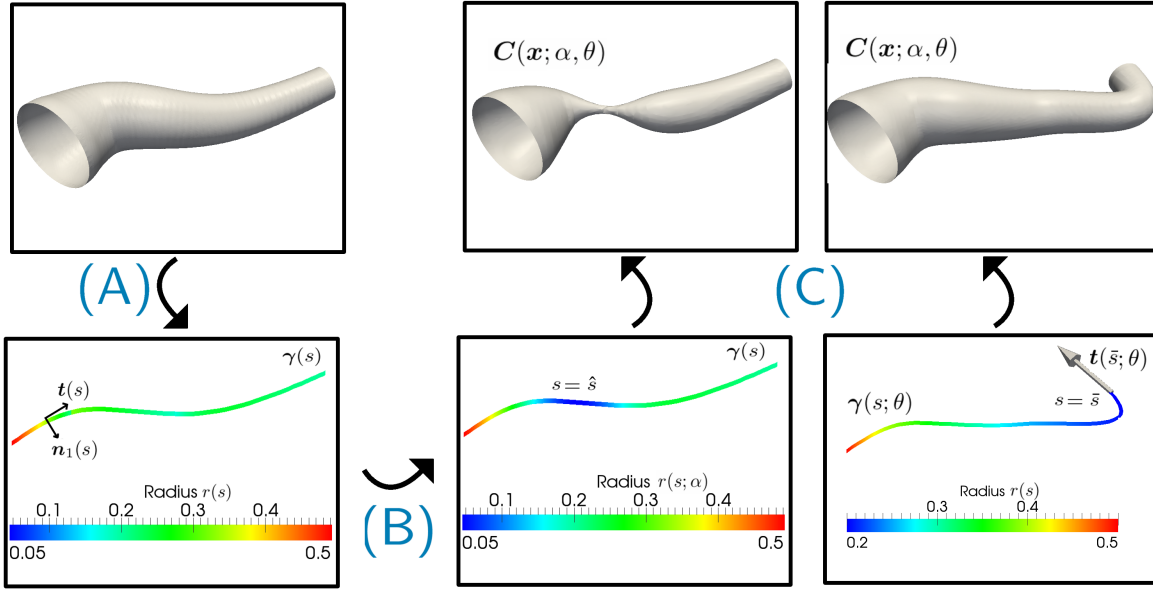 C(x; α, θ)
C(x; α, θ)
(A)
(C)
γ(s)
t(s)
n₁(s)
Radius r(s)
0.1 0.2 0.3 0.4
0.05 0.5
(B)
γ(s)
s = ŝ
Radius r(s; α)
0.1 0.2 0.3 0.4
0.05 0.5
t(s̄; θ)
s = s̄
γ(s; θ)
Radius r(s)
0.3 0.4
0.2 0.5